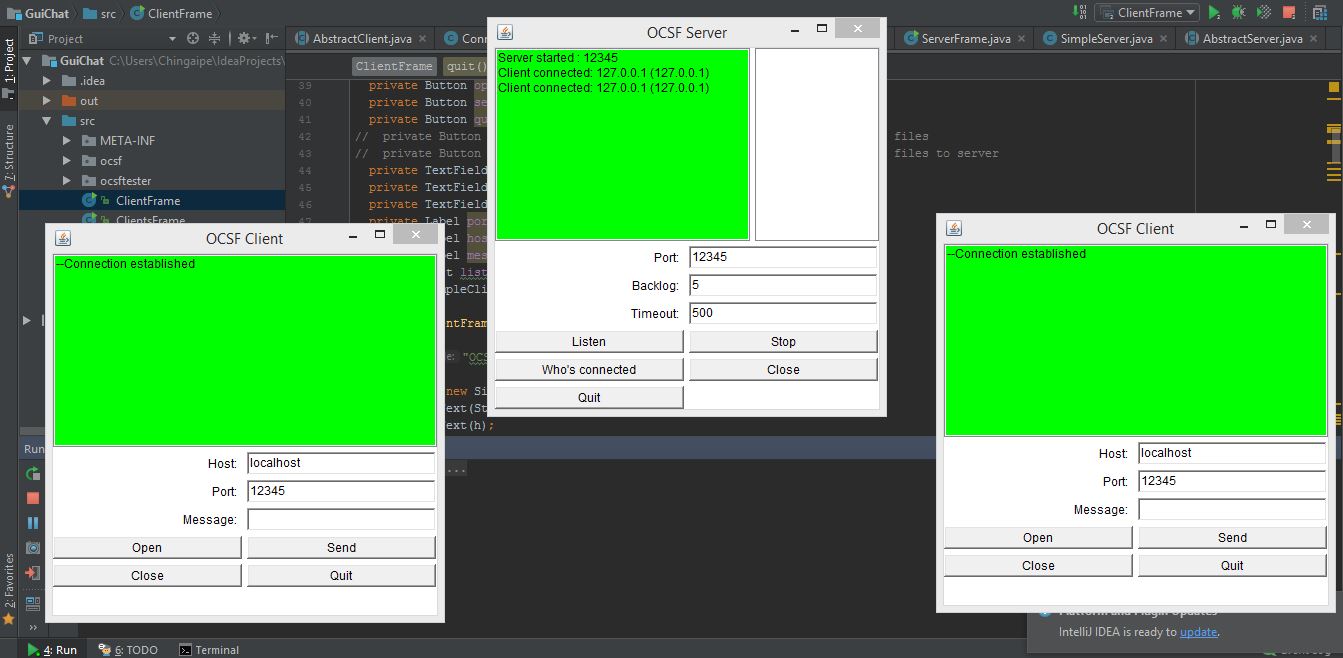 GuiChat src ClientFrame
ClientFrame
Project
AbstractClient.java
ServerFrame.java
SimpleServer.java
AbstractServer.java
1: Project
7: Structure
2: Favorites
GuiChat C:\Users\Chingaipe\IdeaProjects\
.idea
out
src
META-INF
ocsf
ocsftester
ClientFrame
ClientsFrame
ClientFrame quit()
39 private Button
40 private Button
41 private Button
42 // private Button files
43 // private Button files to server
44 private TextField
45 private TextField
46 private TextField
private Label
OCSF Server
Server started : 12345
Client connected: 127.0.0.1 (127.0.0.1)
Client connected: 127.0.0.1 (127.0.0.1)
Port: 12345
Backlog: 5
Timeout: 500
Listen Stop
Who's connected Close
Quit
OCSF Client
--Connection established
Host: localhost
Port: 12345
Message:
Open Send
Close Quit
OCSF Client
--Connection established
Host: localhost
Port: 12345
Message:
Open Send
Close Quit
Run
Platform and Plugin Updates
IntelliJ IDEA is ready to update.
4: Run 6: TODO Terminal